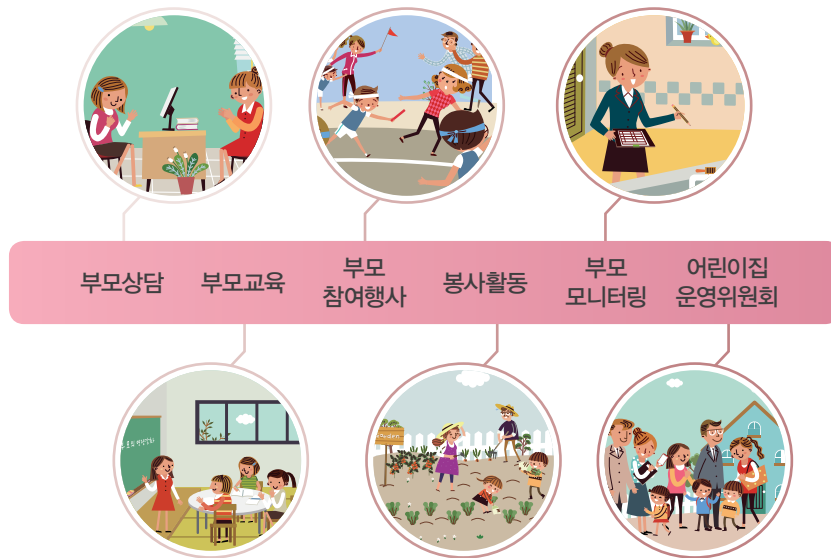 부모상담
부모교육
부모
참여행사
봉사활동
부모
모니터링
어린이집
운영위원회